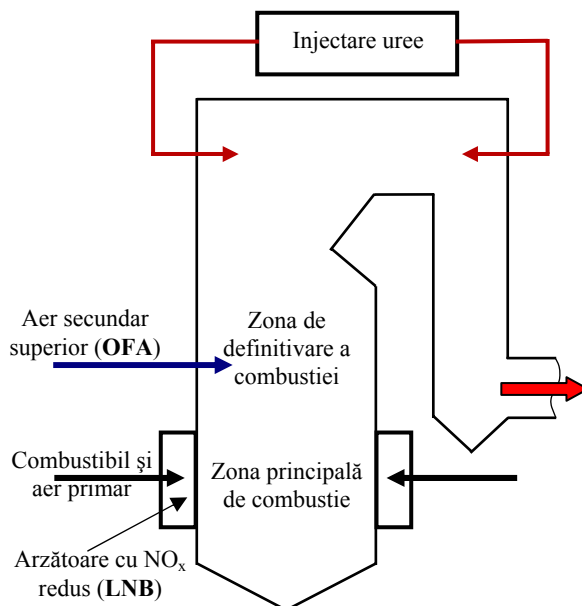 Injectare uree
Aer secundar
superior (OFA)
Zona de
definitivare a
combustiei
Combustibil şi
aer primar
Zona principală
de combustie
Arzătoare cu NOx
redus (LNB)